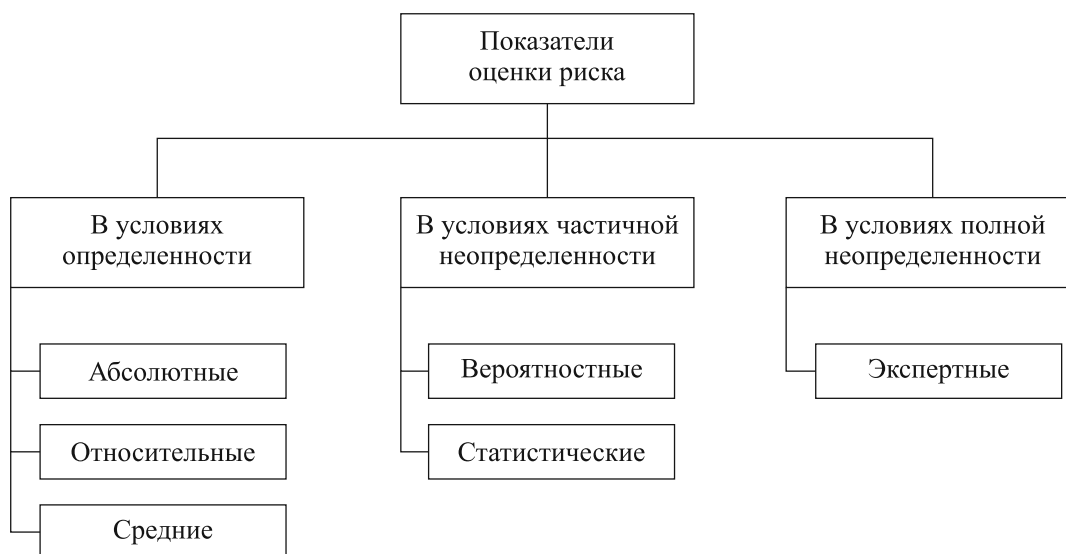 Показатели
оценки риска
В условиях
определенности
В условиях частичной
неопределенности
В условиях полной
неопределенности
Абсолютные
Вероятностные
Экспертные
Относительные
Статистические
Средние